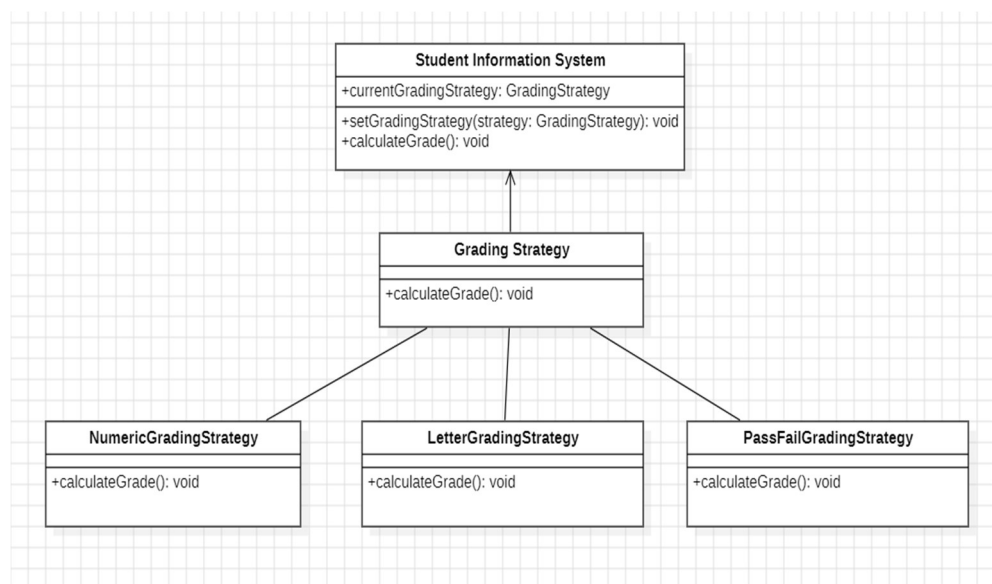 Student Information System
+currentGradingStrategy: GradingStrategy
+setGradingStrategy(strategy: GradingStrategy): void
+calculateGrade(): void
Grading Strategy
+calculateGrade(): void
NumericGradingStrategy
+calculateGrade(): void
LetterGradingStrategy
+calculateGrade(): void
PassFailGradingStrategy
+calculateGrade(): void